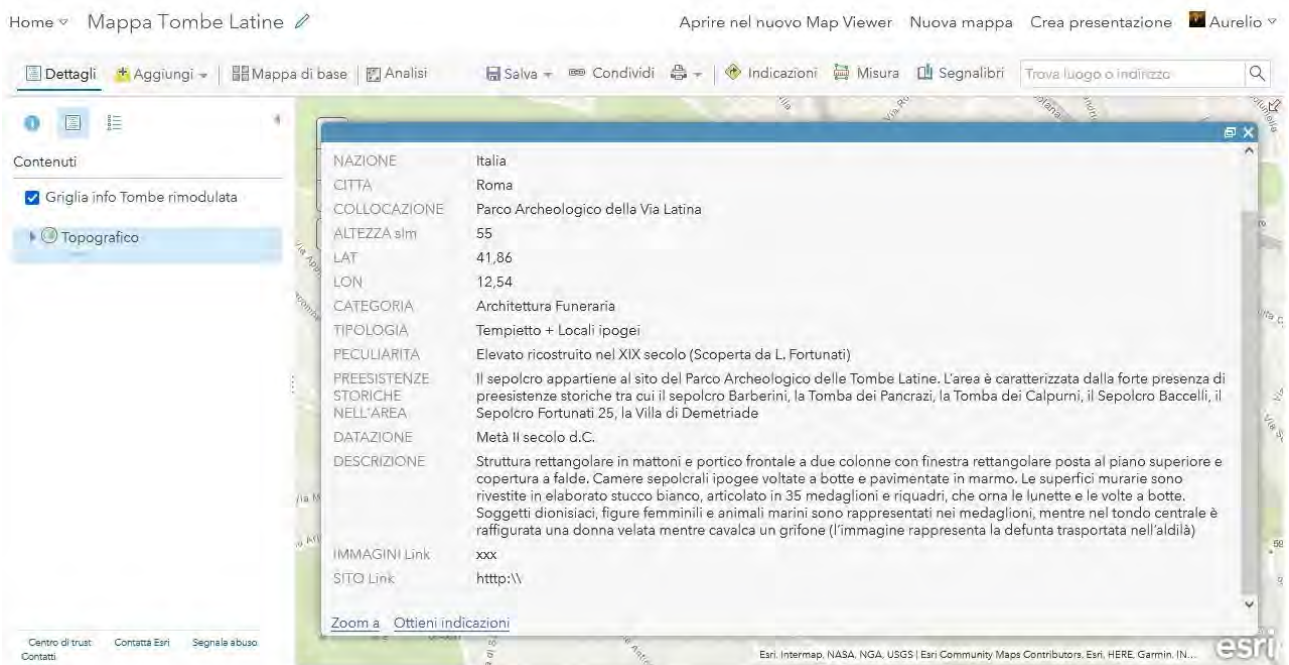 Home Mappa Tombe Latine Aprire nel nuovo Map Viewer Nuova mappa Crea presentazione Aurelio
Dettagli Aggiungi Mappa di base Analisi Salva Condividi Indicazioni Misura Segnalibri Trova luogo o indirizzo
Contenuti
Griglia info Tombe rimodulata
Topografico
NAZIONE Italia
CITTA Roma
COLLOCAZIONE Parco Archeologico della Via Latina
ALTEZZA slm 55
LAT 41,86
LON 12,54
CATEGORIA Architettura Funeraria
TIPOLOGIA Tempietto + Locali ipogei
PECULIARITA Elevato ricostruito nel XIX secolo (Scoperta da L. Fortunati)
PREESISTENZE Il sepolcro appartiene al sito del Parco Archeologico delle Tombe Latine. L'area è caratterizzata dalla forte presenza di
STORICHE preesistenze storiche tra cui il sepolcro Barberini, la Tomba dei Pancrazi, la Tomba dei Calpurni, il Sepolcro Baccelli, il
NELL'AREA Sepolcro Fortunati 25, la Villa di Demetriade
DATAZIONE Metà II secolo d.C.
DESCRIZIONE Struttura rettangolare in mattoni e portico frontale a due colonne con finestra rettangolare posta al piano superiore e
copertura a falde. Camere sepolcrali ipogee voltate a botte e pavimentate in marmo. Le superfici murarie sono
rivestite in elaborato stucco bianco, articolato in 35 medaglioni e riquadri, che orna le lunette e le volte a botte.
Soggetti dionisiaci, figure femminili e animali marini sono rappresentati nei medaglioni, mentre nel tondo centrale è
raffigurata una donna velata mentre cavalca un grifone (l'immagine rappresenta la defunta trasportata nell'aldilà)
IMMAGINI Link xxx
SITO Link htttp:\\
Zoom a Ottieni indicazioni
Centro di trust Contatta Esri Segnala abuso
Contatti
Esri, Intermap, NASA, NGA, USGS | Esri Community Maps Contributors, Esri, HERE, Garmin, IN...
esri